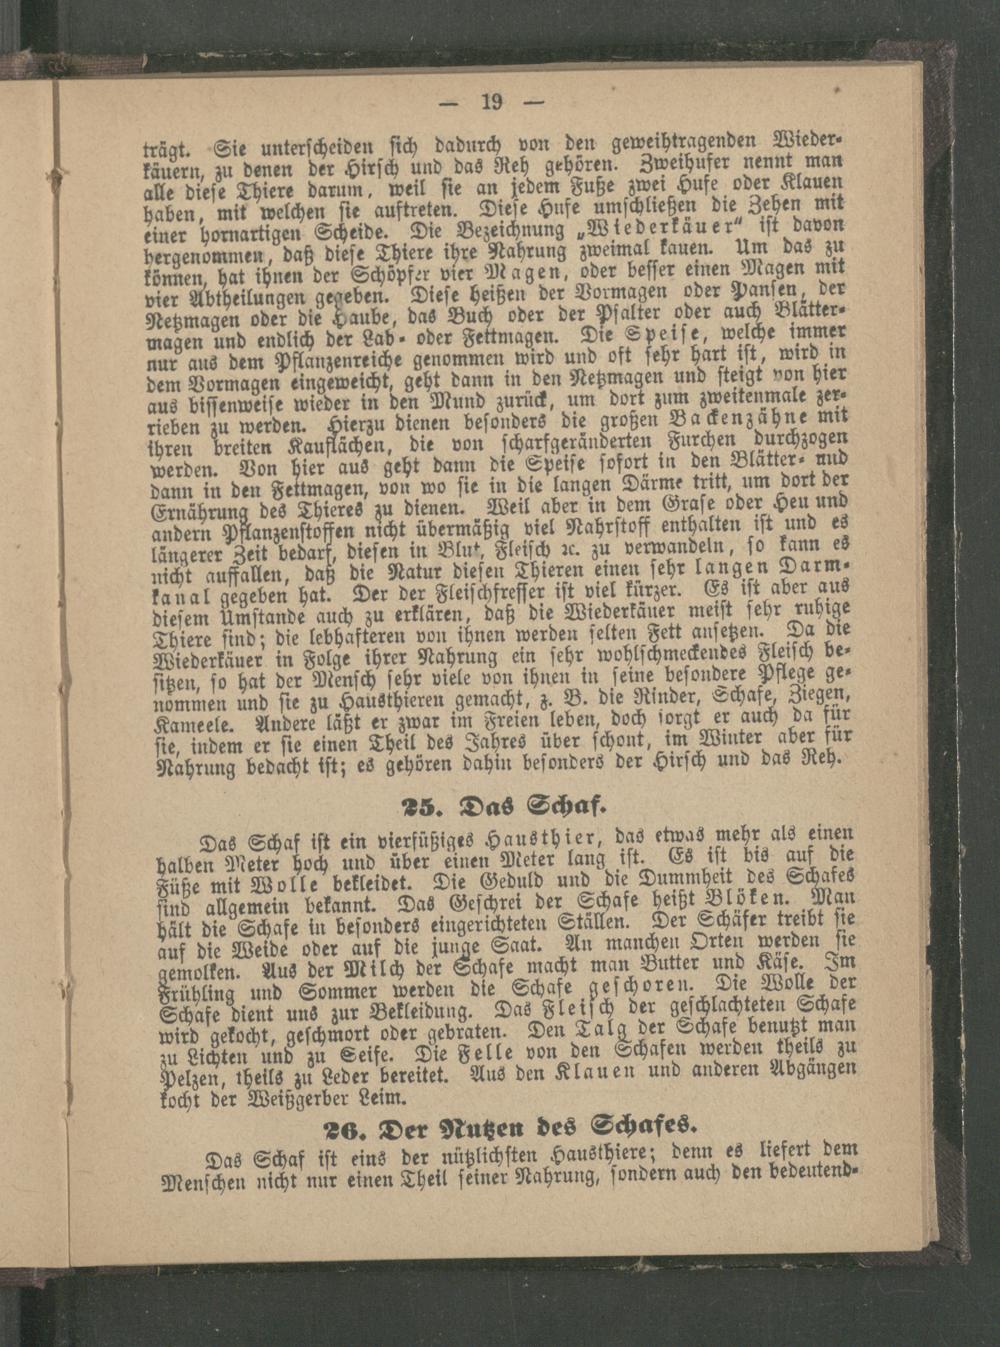 — 19 —
trägt. Sie unterscheiden sich dadurch von den geweihtragenden Wieder-
käuern, zu denen der Hirsch und das Reh gehören. Zweihufer nennt man
alle diese Thiere darum, weil sie an jedem Fuße zwei Hufe oder Klauen
haben, mit welchen sie auftreten. Diese Hufe umschließen die Zehen mit
einer hornartigen Scheide. Die Bezeichnung „Wiederkäuer“ ist davon
hergenommen, daß diese Thiere ihre Nahrung zweimal kauen. Um das zu
können, hat ihnen der Schöpfer vier Magen, oder besser einen Magen mit
vier Abtheilungen gegeben. Diese heißen der Vormagen oder Pansen, der
Netzmagen oder die Haube, das Buch oder der Psalter oder auch Blätter-
magen und endlich der Lab- oder Fettmagen. Die Speise, welche immer
nur aus dem Pflanzenreiche genommen wird und oft sehr hart ist, wird in
dem Vormagen eingeweicht, geht dann in den Netzmagen und steigt von hier
aus bissenweise wieder in den Mund zurück, um dort zum zweitenmale zer-
rieben zu werden. Hierzu dienen besonders die großen Backenzähne mit
ihren breiten Kauflächen, die von scharfgeränderten Furchen durchzogen
werden. Von hier aus geht dann die Speise sofort in den Blätter- und
dann in den Fettmagen, von wo sie in die langen Därme tritt, um dort der
Ernährung des Thieres zu dienen. Weil aber in dem Grase oder Heu und
andern Pflanzenstoffen nicht übermäßig viel Nahrstoff enthalten ist und es
längerer Zeit bedarf, diesen in Blut, Fleisch ꝛc. zu verwandeln, so kann es
nicht auffallen, daß die Natur diesen Thieren einen sehr langen Darm-
kanal gegeben hat. Der der Fleischfresser ist viel kürzer. Es ist aber aus
diesem Umstande auch zu erklären, daß die Wiederkäuer meist sehr ruhige
Thiere sind; die lebhafteren von ihnen werden selten Fett ansetzen. Da die
Wiederkäuer in Folge ihrer Nahrung ein sehr wohlschmeckendes Fleisch be-
sitzen, so hat der Mensch sehr viele von ihnen in seine besondere Pflege ge-
nommen und sie zu Hausthieren gemacht, z. B. die Rinder, Schafe, Ziegen,
Kameele. Andere läßt er zwar im Freien leben, doch sorgt er auch da für
sie, indem er sie einen Theil des Jahres über schont, im Winter aber für
Nahrung bedacht ist; es gehören dahin besonders der Hirsch und das Reh.
25. Das Schaf.
Das Schaf ist ein vierfüßiges Hausthier, das etwas mehr als einen
halben Meter hoch und über einen Meter lang ist. Es ist bis auf die
Füße mit Wolle bekleidet. Die Geduld und die Dummheit des Schafes
sind allgemein bekannt. Das Geschrei der Schafe heißt Blöken. Man
hält die Schafe in besonders eingerichteten Ställen. Der Schäfer treibt sie
auf die Weide oder auf die junge Saat. An manchen Orten werden sie
gemolken. Aus der Milch der Schafe macht man Butter und Käse. Im
Frühling und Sommer werden die Schafe geschoren. Die Wolle der
Schafe dient uns zur Bekleidung. Das Fleisch der geschlachteten Schafe
wird gekocht, geschmort oder gebraten. Den Talg der Schafe benutzt man
zu Lichten und zu Seife. Die Felle von den Schafen werden theils zu
Pelzen, theils zu Leder bereitet. Aus den Klauen und anderen Abgängen
kocht der Weißgerber Leim.
26. Der Nutzen des Schafes.
Das Schaf ist eins der nützlichsten Hausthiere; denn es liefert dem
Menschen nicht nur einen Theil seiner Nahrung, sondern auch den bedeutend-